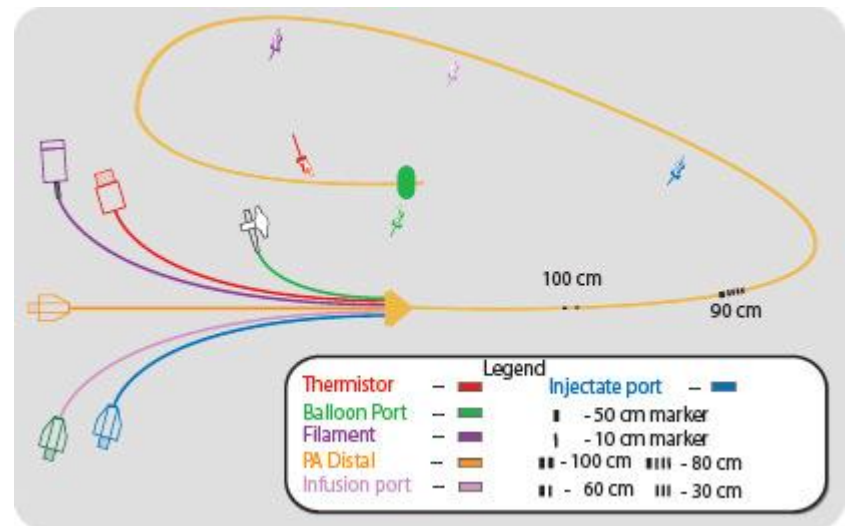 100 cm
90 cm
Legend
Thermistor –
Injectate port –
Balloon Port –
- 50 cm marker
Filament –
- 10 cm marker
PA Distal –
- 100 cm - 80 cm
Infusion port –
- 60 cm - 30 cm